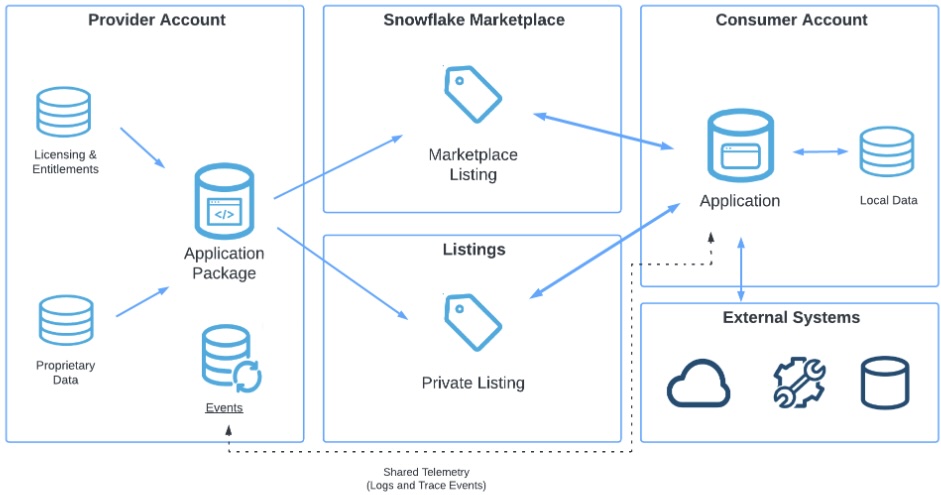 Provider Account
Licensing &
Entitlements
</>
Application
Package
Proprietary
Data
Events
Snowflake Marketplace
Marketplace
Listing
Listings
Private Listing
Consumer Account
Application
Local Data
External Systems
Shared Telemetry
(Logs and Trace Events)